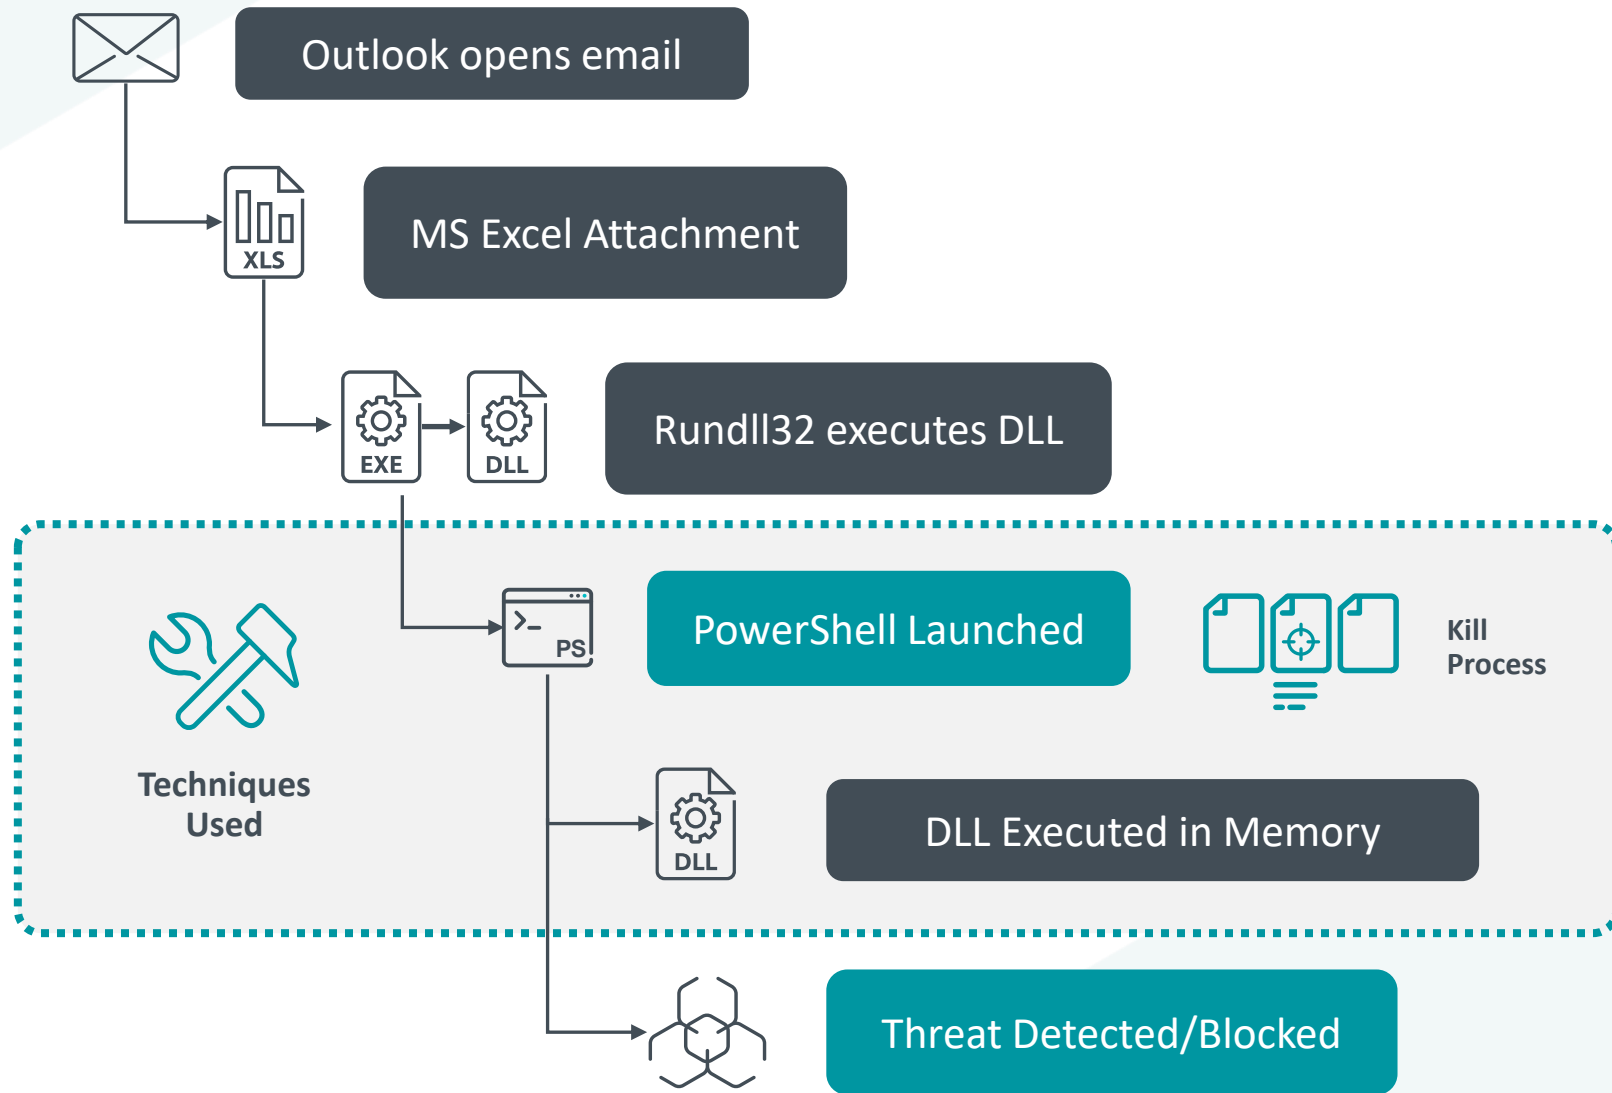 Outlook opens email
XLS
MS Excel Attachment
EXE
DLL
Rundll32 executes DLL
>_
PS
PowerShell Launched
Kill
Process
Techniques
Used
DLL
DLL Executed in Memory
Threat Detected/Blocked